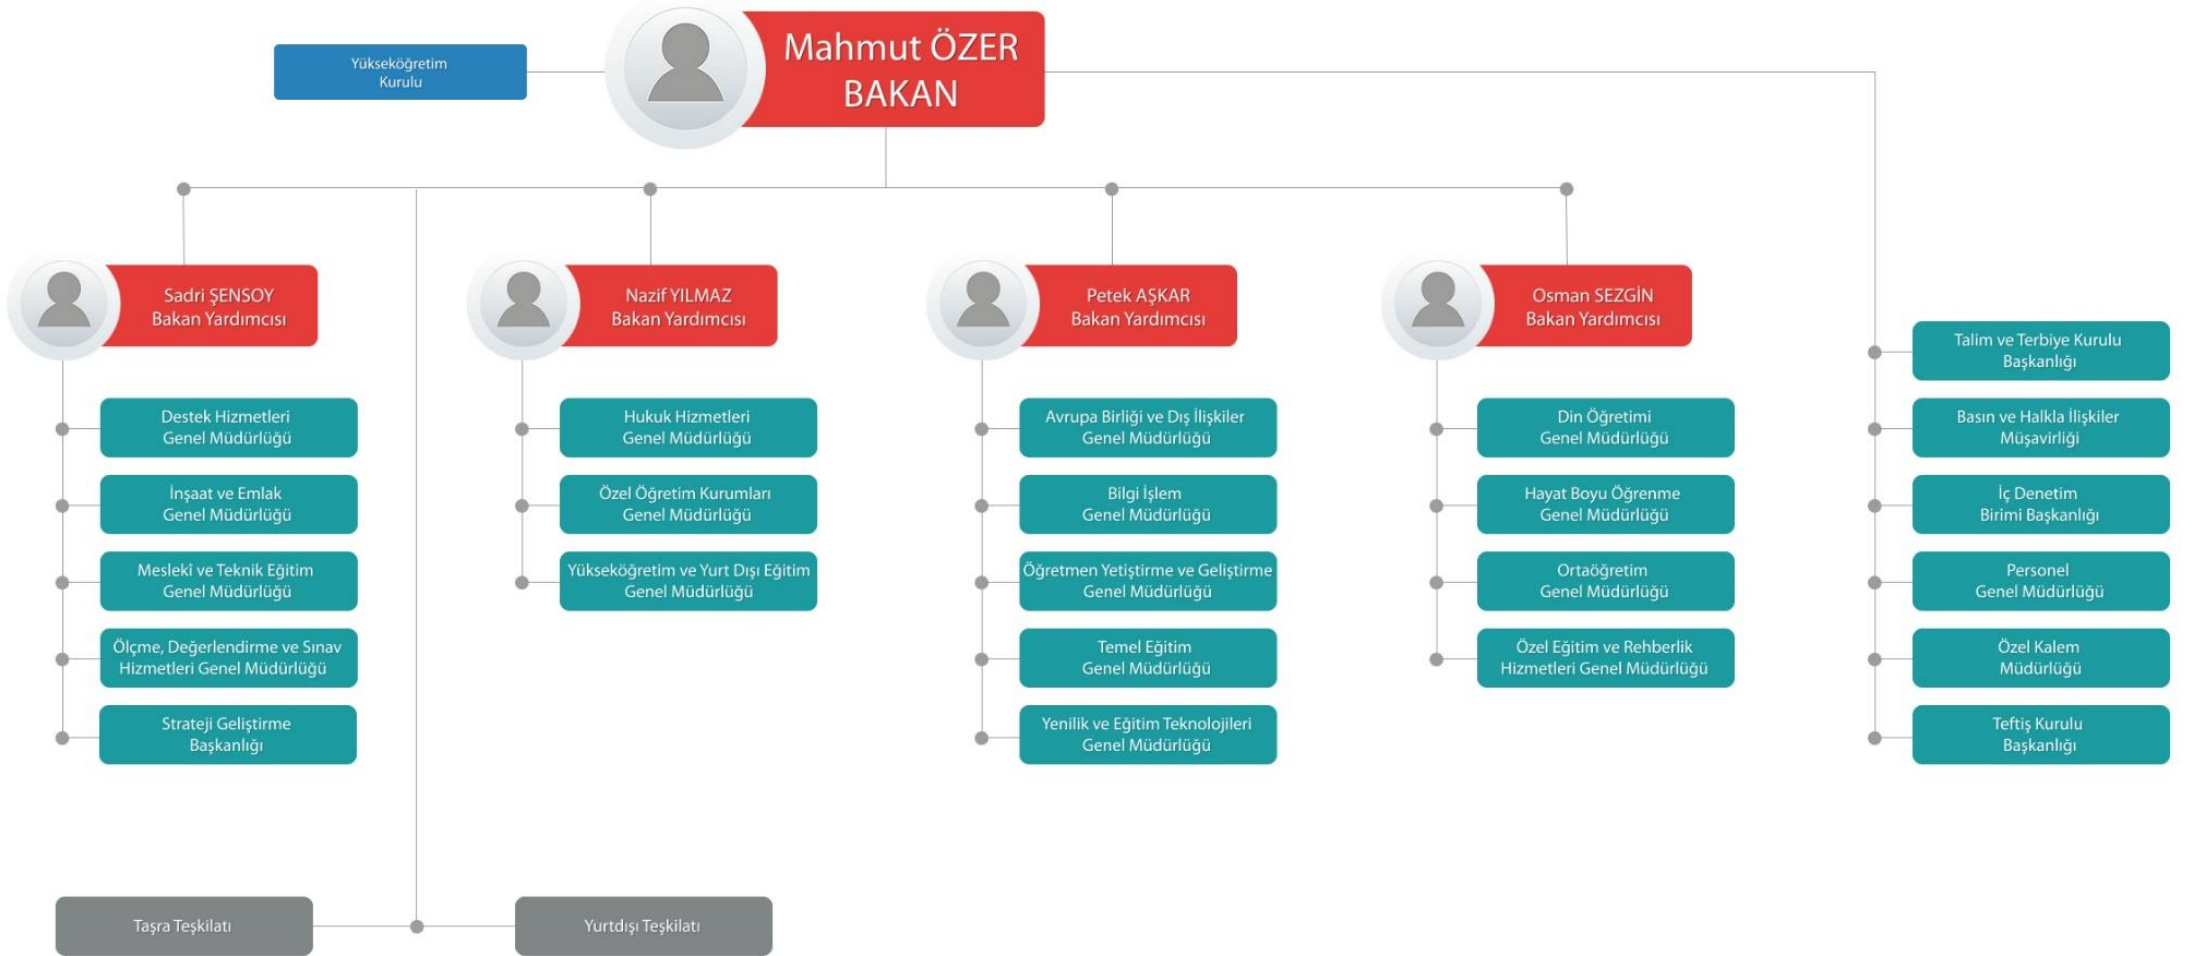 Yükseköğretim
Kurulu
Mahmut ÖZER
BAKAN
Sadri ŞENSOY
Bakan Yardımcısı
Destek Hizmetleri
Genel Müdürlüğü
İnşaat ve Emlak
Genel Müdürlüğü
Meslekî ve Teknik Eğitim
Genel Müdürlüğü
Ölçme, Değerlendirme ve Sınav
Hizmetleri Genel Müdürlüğü
Strateji Geliştirme
Başkanlığı
Nazif YILMAZ
Bakan Yardımcısı
Hukuk Hizmetleri
Genel Müdürlüğü
Özel Öğretim Kurumları
Genel Müdürlüğü
Yükseköğretim ve Yurt Dışı Eğitim
Genel Müdürlüğü
Petek AŞKAR
Bakan Yardımcısı
Avrupa Birliği ve Dış İlişkiler
Genel Müdürlüğü
Bilgi İşlem
Genel Müdürlüğü
Öğretmen Yetiştirme ve Geliştirme
Genel Müdürlüğü
Temel Eğitim
Genel Müdürlüğü
Yenilik ve Eğitim Teknolojileri
Genel Müdürlüğü
Osman SEZGİN
Bakan Yardımcısı
Din Öğretimi
Genel Müdürlüğü
Hayat Boyu Öğrenme
Genel Müdürlüğü
Ortaöğretim
Genel Müdürlüğü
Özel Eğitim ve Rehberlik
Hizmetleri Genel Müdürlüğü
Talim ve Terbiye Kurulu
Başkanlığı
Basın ve Halkla İlişkiler
Müşavirliği
İç Denetim
Birimi Başkanlığı
Personel
Genel Müdürlüğü
Özel Kalem
Müdürlüğü
Teftiş Kurulu
Başkanlığı
Taşra Teşkilatı
Yurtdışı Teşkilatı